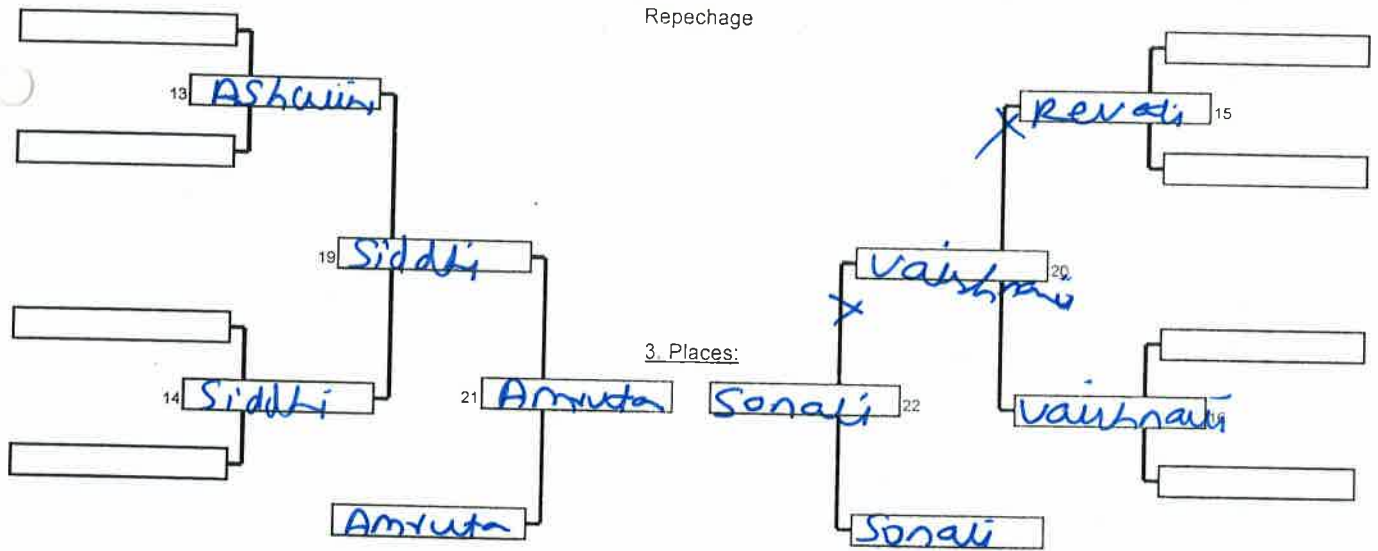 Repechage
13 Ashwini
Revati 15
19 Siddhi
Vaishnavi 20
3. Places:
14 Siddhi
21 Amruta
Sonali 22
Vaishnavi 16
Amruta
Sonali